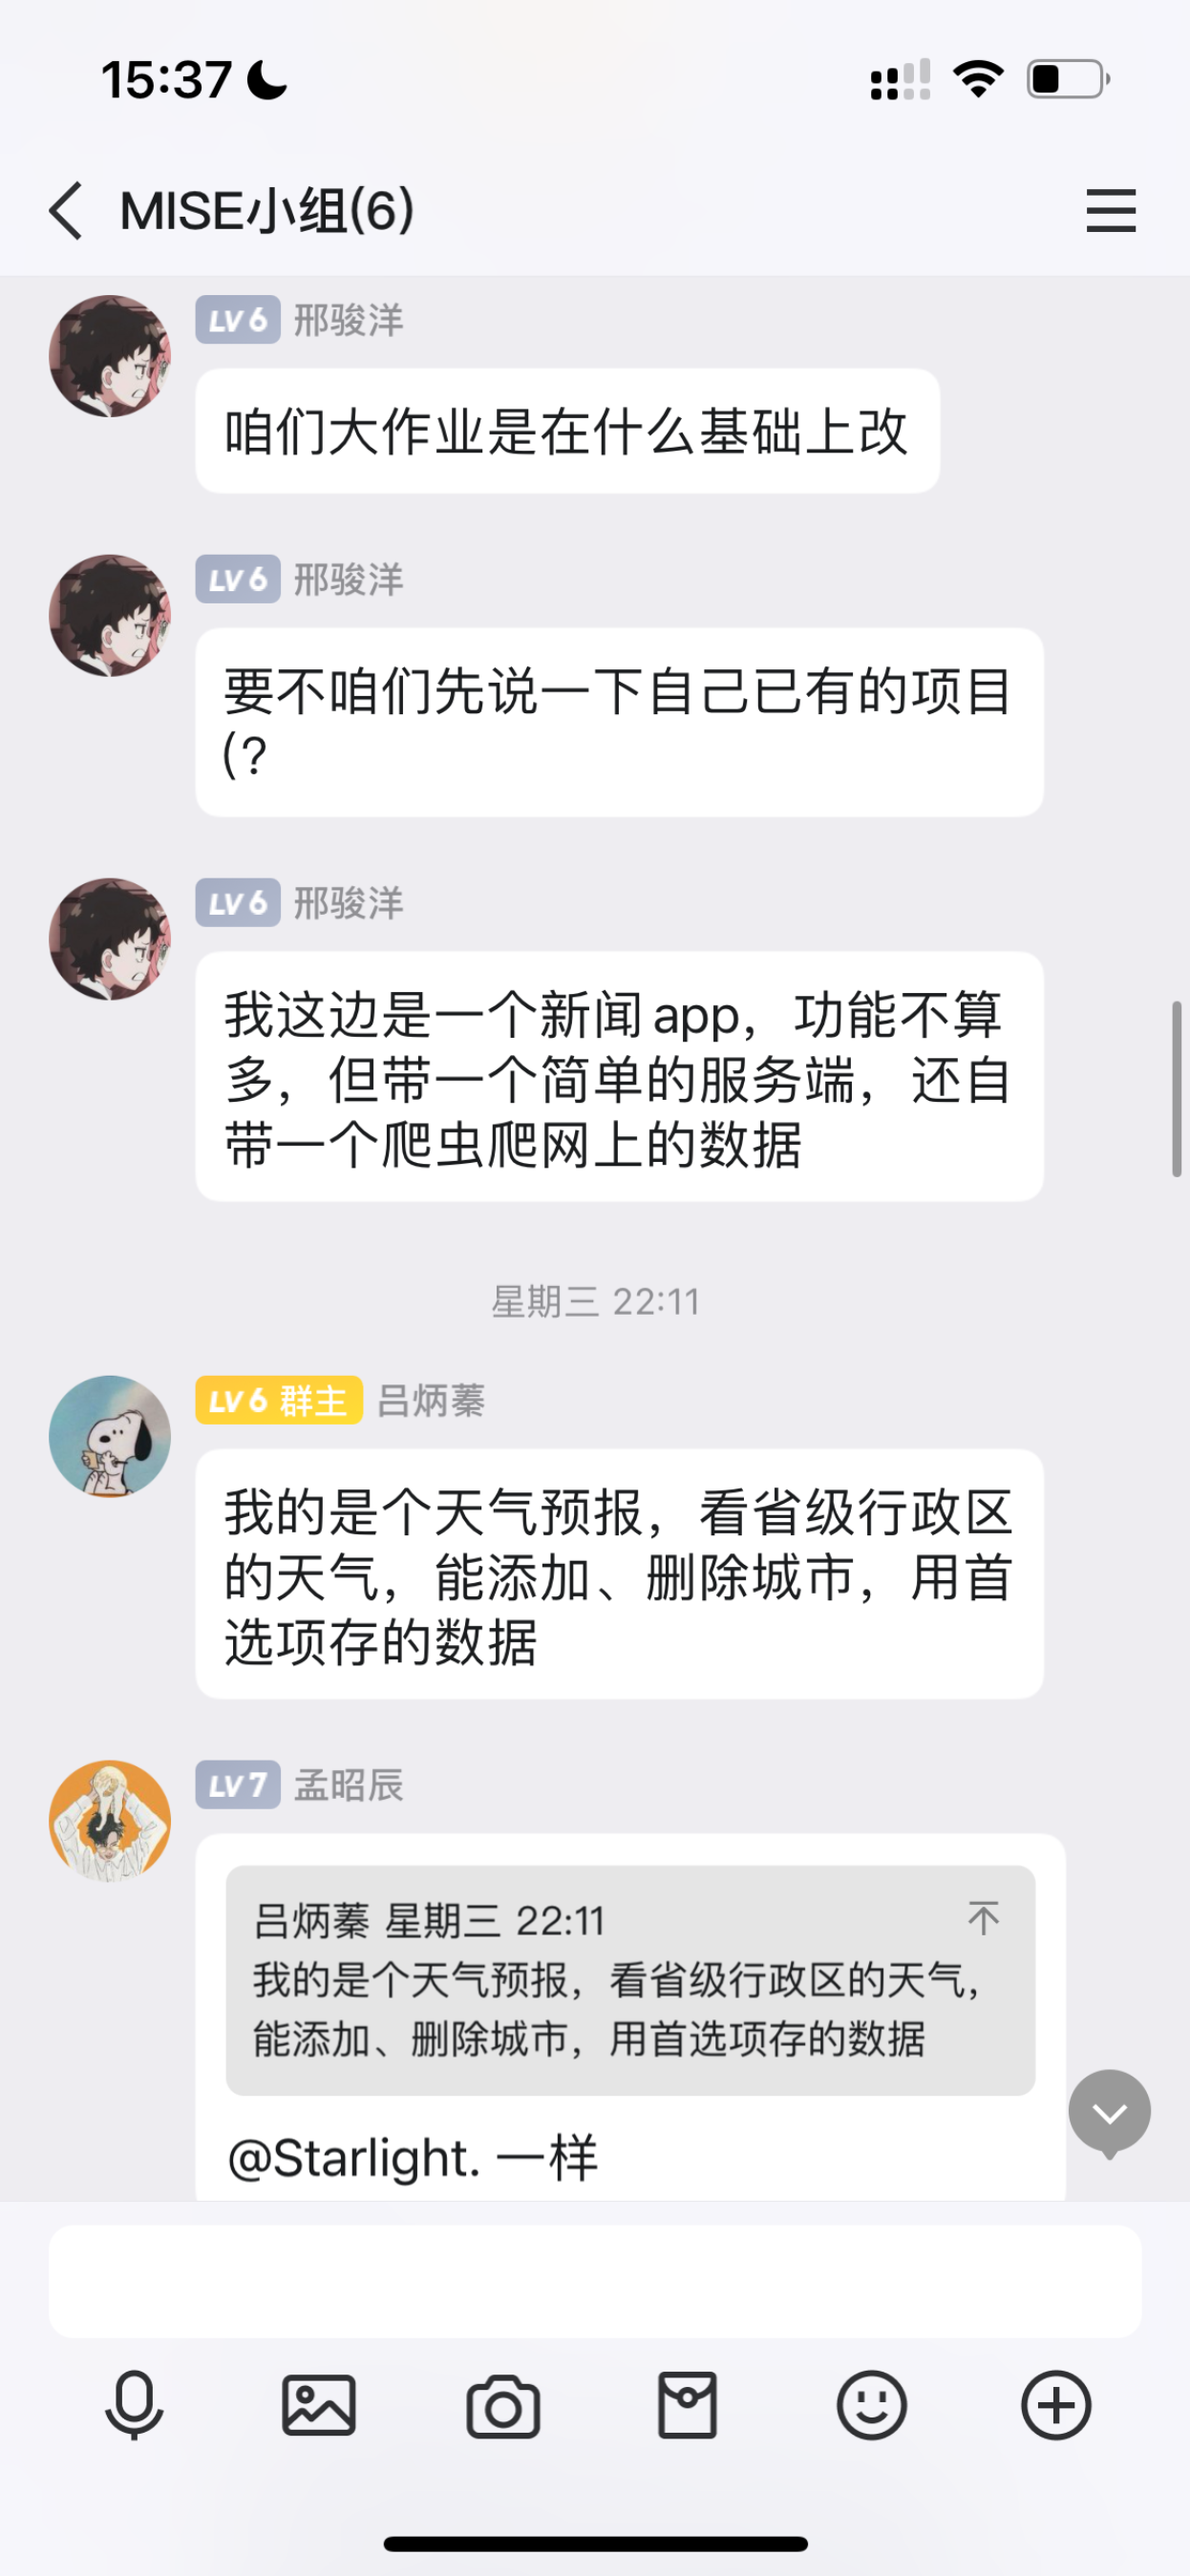 15:37
MISE小组(6)
LV 6 邢骏洋
咱们大作业是在什么基础上改
LV 6 邢骏洋
要不咱们先说一下自己已有的项目
(?
LV 6 邢骏洋
我这边是一个新闻app，功能不算
多，但带一个简单的服务端，还自
带一个爬虫爬网上的数据
星期三 22:11
LV 6 群主 吕炳蓁
我的是个天气预报，看省级行政区
的天气，能添加、删除城市，用首
选项存的数据
LV 7 孟昭辰
吕炳蓁 星期三 22:11
我的是个天气预报，看省级行政区的天气，
能添加、删除城市，用首选项存的数据
@Starlight. 一样